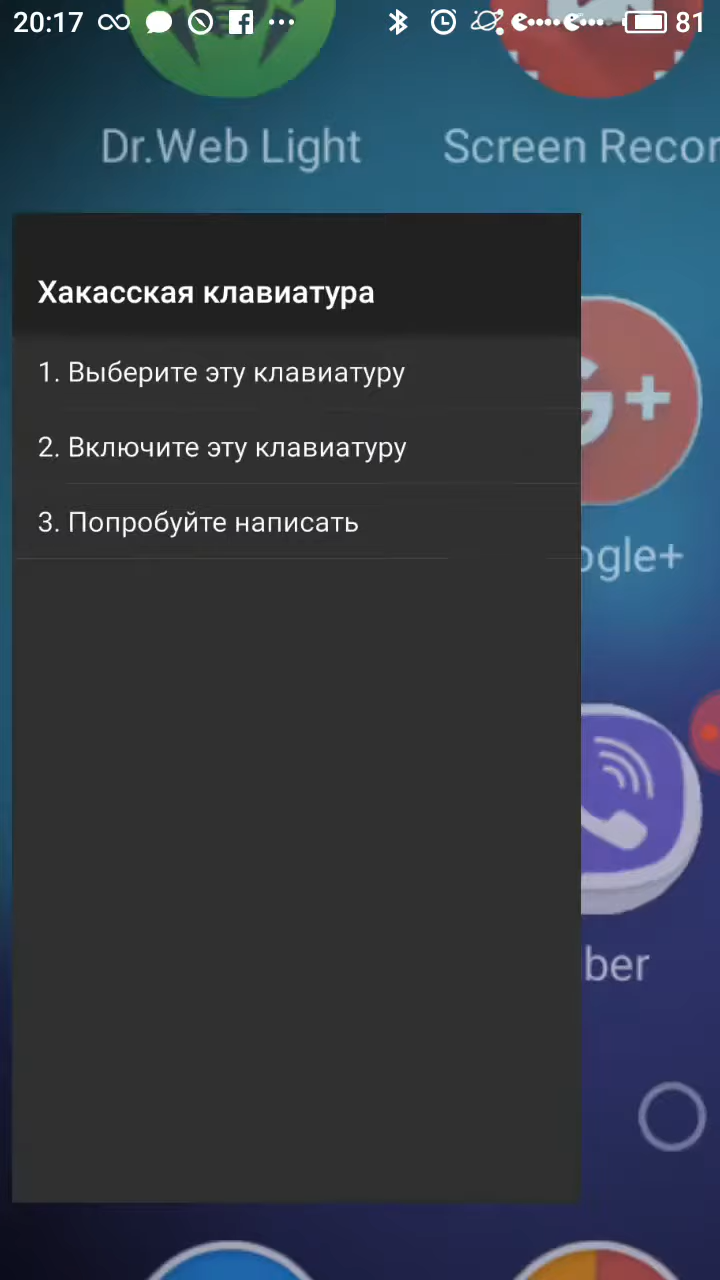 20:17
81
Dr.Web Light
Screen Recor
Хакасская клавиатура
1. Выберите эту клавиатуру
2. Включите эту клавиатуру
3. Попробуйте написать
G+
ogle+
ber